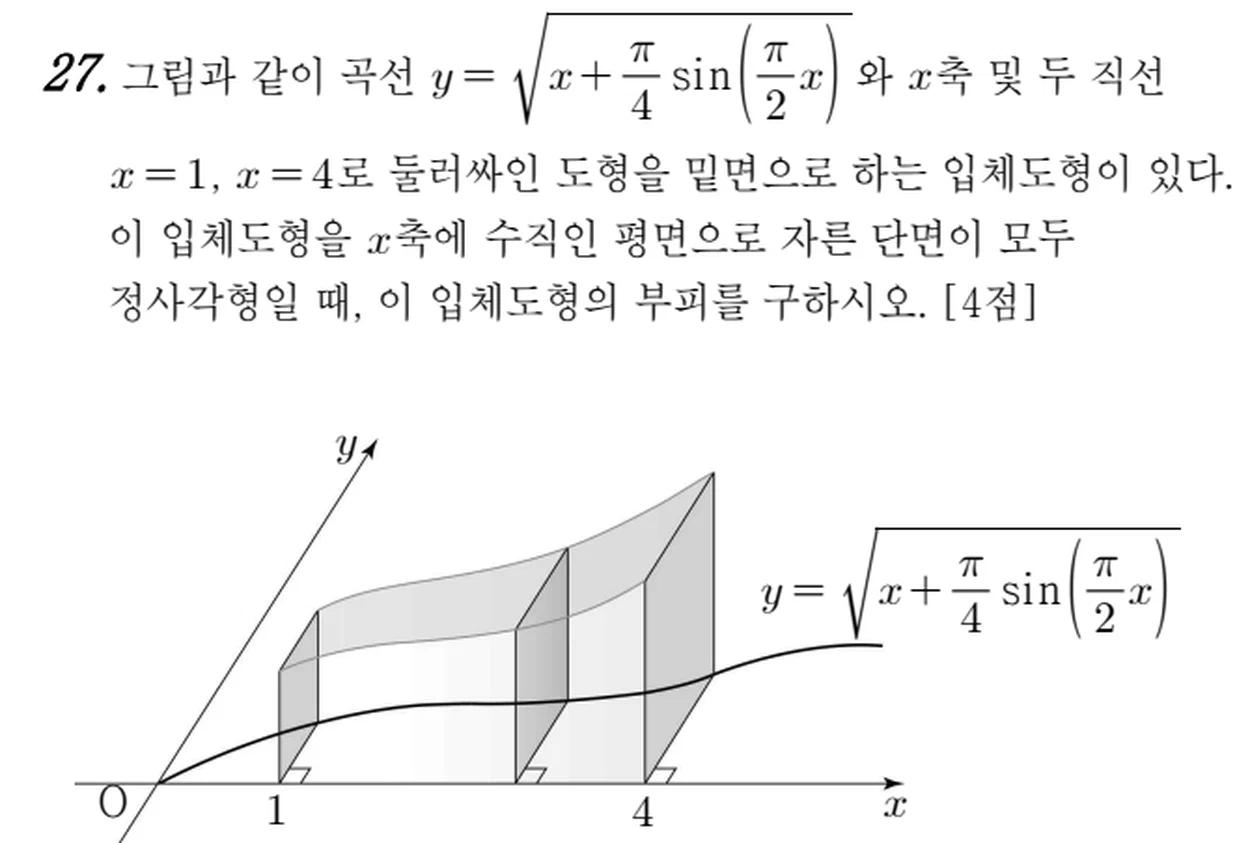 27. 그림과 같이 곡선 y = √(x + π/4 sin(π/2 x)) 와 x축 및 두 직선
x = 1, x = 4로 둘러싸인 도형을 밑면으로 하는 입체도형이 있다.
이 입체도형을 x축에 수직인 평면으로 자른 단면이 모두
정사각형일 때, 이 입체도형의 부피를 구하시오. [4점]
y
y = √(x + π/4 sin(π/2 x))
O
1
4
x